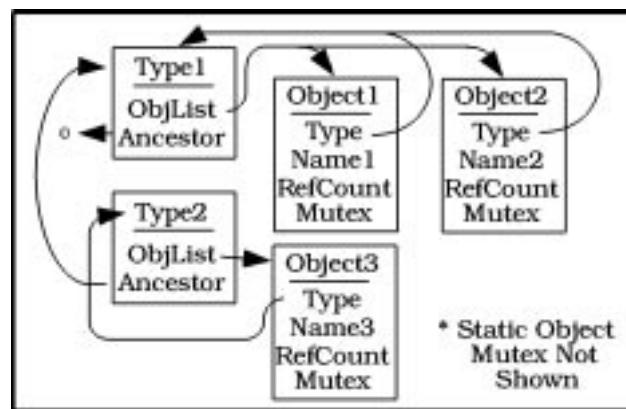 Type1
ObjList
Ancestor
o
Object1
Type
Name1
RefCount
Mutex
Object2
Type
Name2
RefCount
Mutex
Type2
ObjList
Ancestor
Object3
Type
Name3
RefCount
Mutex
* Static Object
Mutex Not
Shown